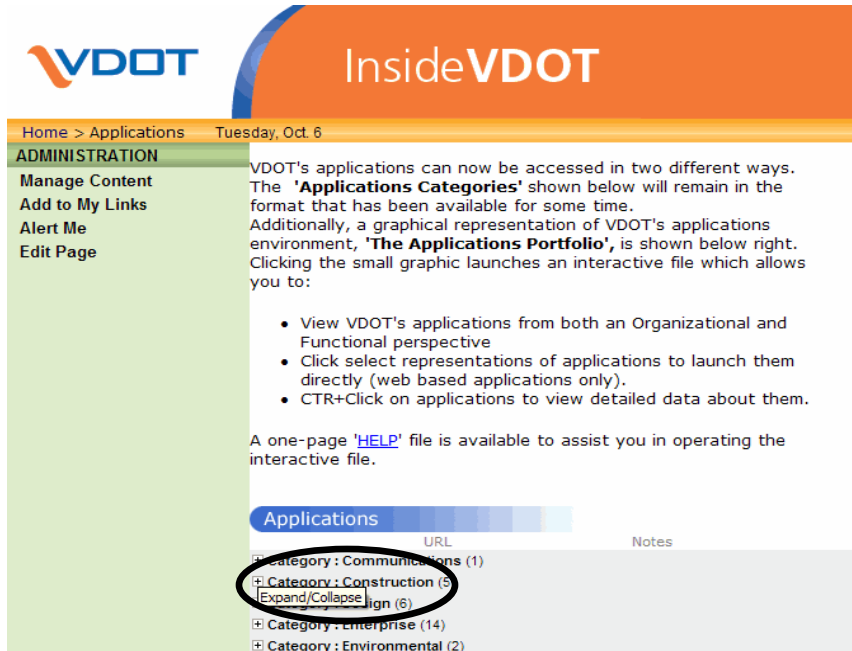 VDOT
InsideVDOT
Home > Applications Tuesday, Oct. 6
ADMINISTRATION
Manage Content
Add to My Links
Alert Me
Edit Page
VDOT's applications can now be accessed in two different ways.
The 'Applications Categories' shown below will remain in the
format that has been available for some time.
Additionally, a graphical representation of VDOT's applications
environment, 'The Applications Portfolio', is shown below right.
Clicking the small graphic launches an interactive file which allows
you to:
• View VDOT's applications from both an Organizational and
Functional perspective
• Click select representations of applications to launch them
directly (web based applications only).
• CTR+Click on applications to view detailed data about them.
A one-page 'HELP' file is available to assist you in operating the
interactive file.
Applications
URL Notes
Category : Communications (1)
Category : Construction (5
Expand/Collapse
(6)
Category : Enterprise (14)
Category : Environmental (2)